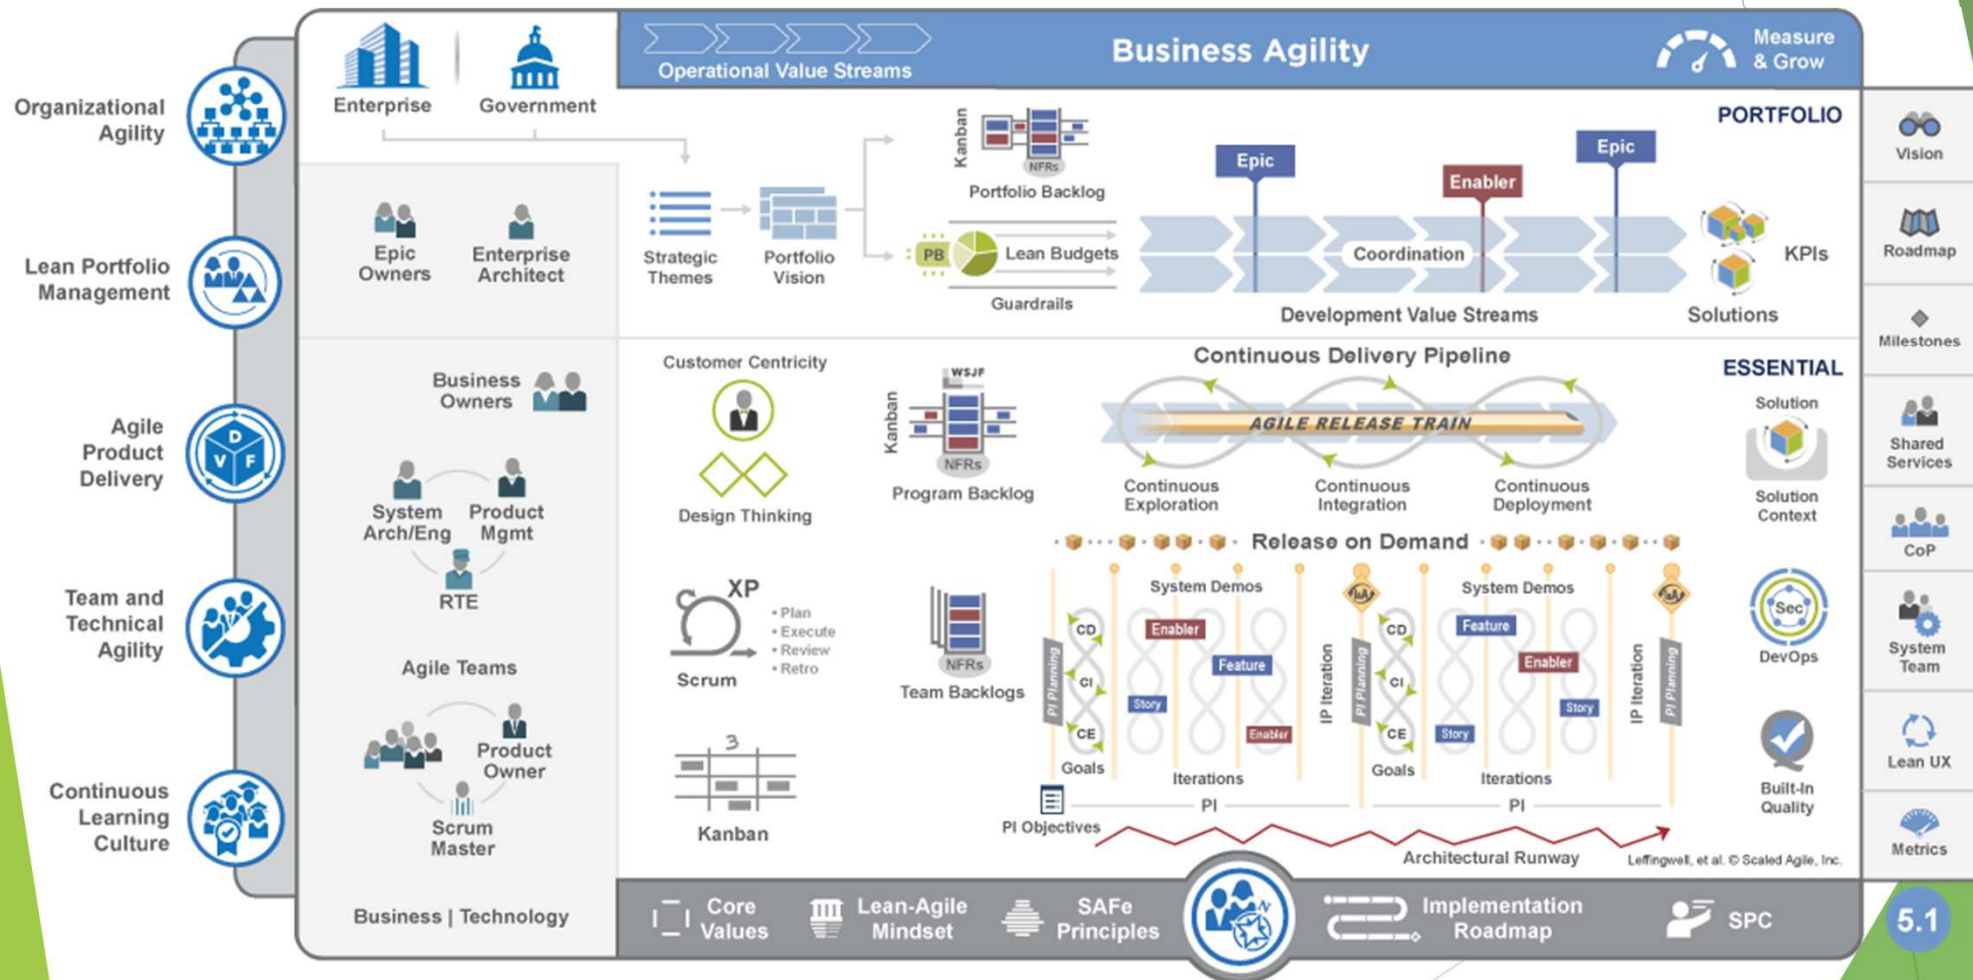 Organizational
Agility
Lean Portfolio
Management
Agile
Product
Delivery
D
V F
Team and
Technical
Agility
Continuous
Learning
Culture
Enterprise
Government
Operational Value Streams
Business Agility
Measure
& Grow
PORTFOLIO
Epic
Owners
Enterprise
Architect
Strategic
Themes
Portfolio
Vision
Kanban
NFRs
Portfolio Backlog
PB
Lean Budgets
Guardrails
Epic
Enabler
Epic
Coordination
Development Value Streams
KPIs
Solutions
Business
Owners
System
Arch/Eng
Product
Mgmt
RTE
Agile Teams
Product
Owner
Scrum
Master
Business | Technology
Customer Centricity
Design Thinking
XP
• Plan
• Execute
• Review
• Retro
Scrum
3
Kanban
WSJF
Kanban
NFRs
Program Backlog
NFRs
Team Backlogs
ESSENTIAL
Continuous Delivery Pipeline
AGILE RELEASE TRAIN
Continuous
Exploration
Continuous
Integration
Continuous
Deployment
Release on Demand
System Demos
System Demos
I&A
I&A
PI Planning
CD
CI
CE
Goals
Enabler
Feature
Story
Enabler
Iterations
IP Iteration
PI Planning
CD
CI
CE
Goals
Feature
Enabler
Story
Story
Iterations
IP Iteration
PI Planning
PI Objectives
PI
PI
Architectural Runway
Leffingwell, et al. © Scaled Agile, Inc.
Solution
Solution
Context
Sec
DevOps
Built-In
Quality
Vision
Roadmap
Milestones
Shared
Services
CoP
System
Team
Lean UX
Metrics
Core
Values
Lean-Agile
Mindset
SAFe
Principles
N
Implementation
Roadmap
SPC
5.1